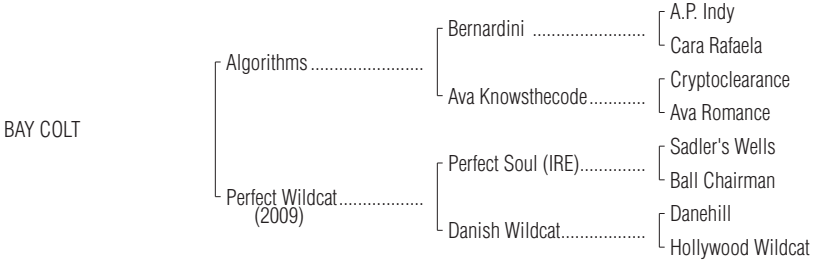 A.P. Indy
Bernardini ........................
Cara Rafaela
Algorithms ........................
Cryptoclearance
Ava Knowsthecode............
Ava Romance
BAY COLT
Sadler's Wells
Perfect Soul (IRE)..............
Ball Chairman
Perfect Wildcat..................
(2009)
Danehill
Danish Wildcat..................
Hollywood Wildcat